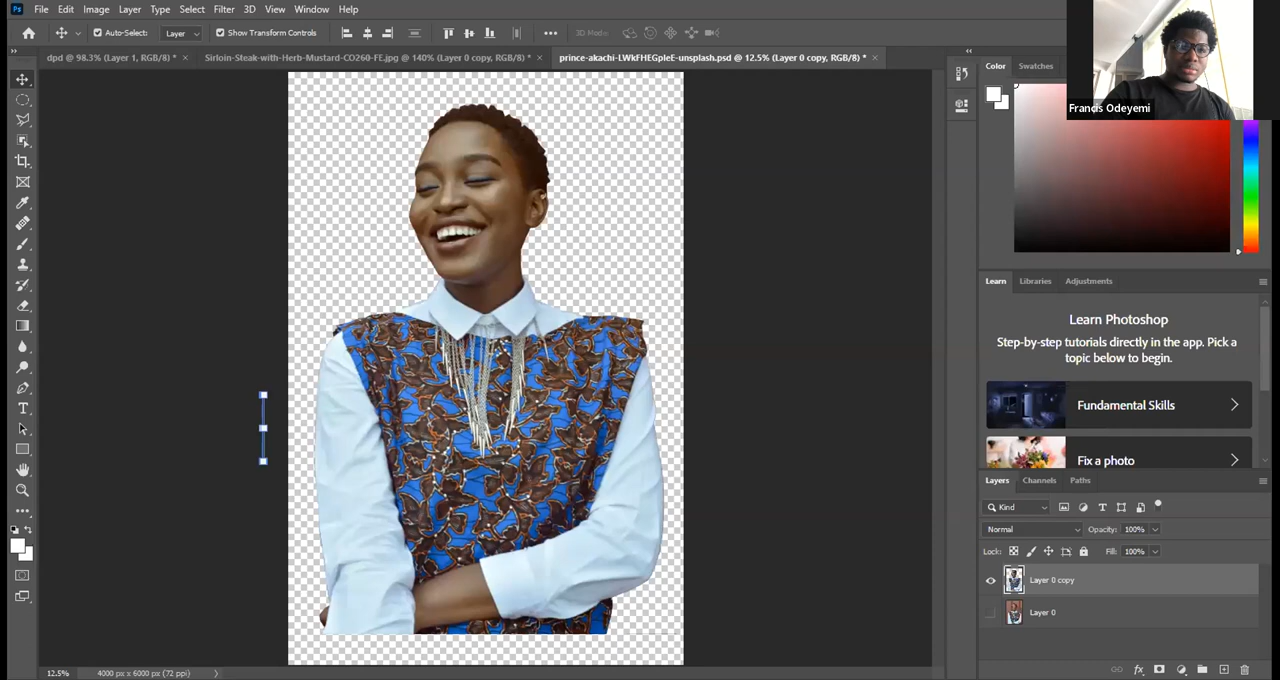 Ps File Edit Image Layer Type Select Filter 3D View Window Help
Auto-Select: Layer Show Transform Controls 3D Mode:
dpd @ 98.3% (Layer 1, RGB/8) * × Sirloin-Steak-with-Herb-Mustard-CO260-FE.jpg @ 140% (Layer 0 copy, RGB/8) * × prince-akachi-LWkFHEGpleE-unsplash.psd @ 12.5% (Layer 0 copy, RGB/8) * ×
Color Swatches
Francis Odeyemi
Learn Libraries Adjustments
Learn Photoshop
Step-by-step tutorials directly in the app. Pick a
topic below to begin.
Fundamental Skills
Fix a photo
Layers Channels Paths
Kind
Normal Opacity: 100%
Lock: Fill: 100%
Layer 0 copy
Layer 0
12.5% 4000 px x 6000 px (72 ppi)